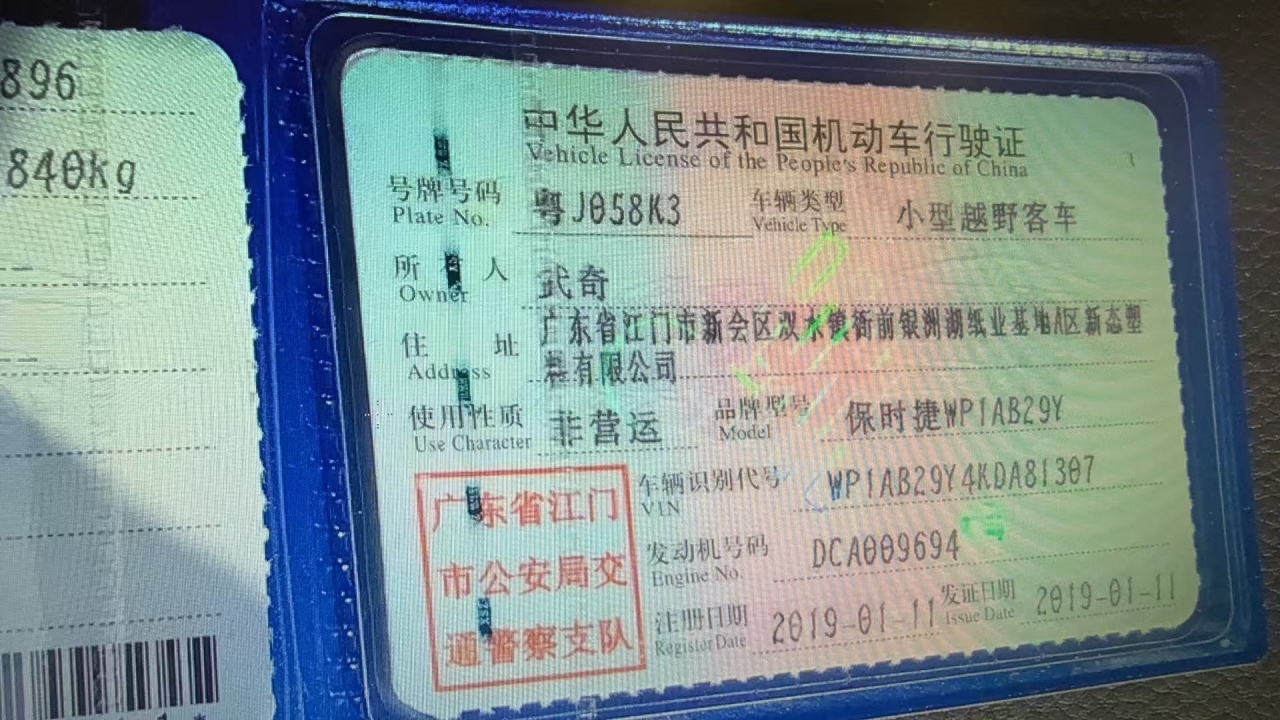 896
840kg
中华人民共和国机动车行驶证
Vehicle License of the People's Republic of China
号牌号码 粤J058K3 车辆类型 小型越野客车
Plate No. Vehicle Type
所 人 武奇
Owner
住 址 广东省江门市新会区双水镇衙前银洲湖纸业基地A区新态塑
Address 有限公司
使用性质 非营运 品牌型号 保时捷WP1AB29Y
Use Character Model
车辆识别代号 WP1AB29Y4KDA81307
VIN
发动机号码 DCA009694
Engine No.
注册日期 2019-01-11 发证日期 2019-01-11
Register Date Issue Date
广东省江门
市公安局交
通警察支队